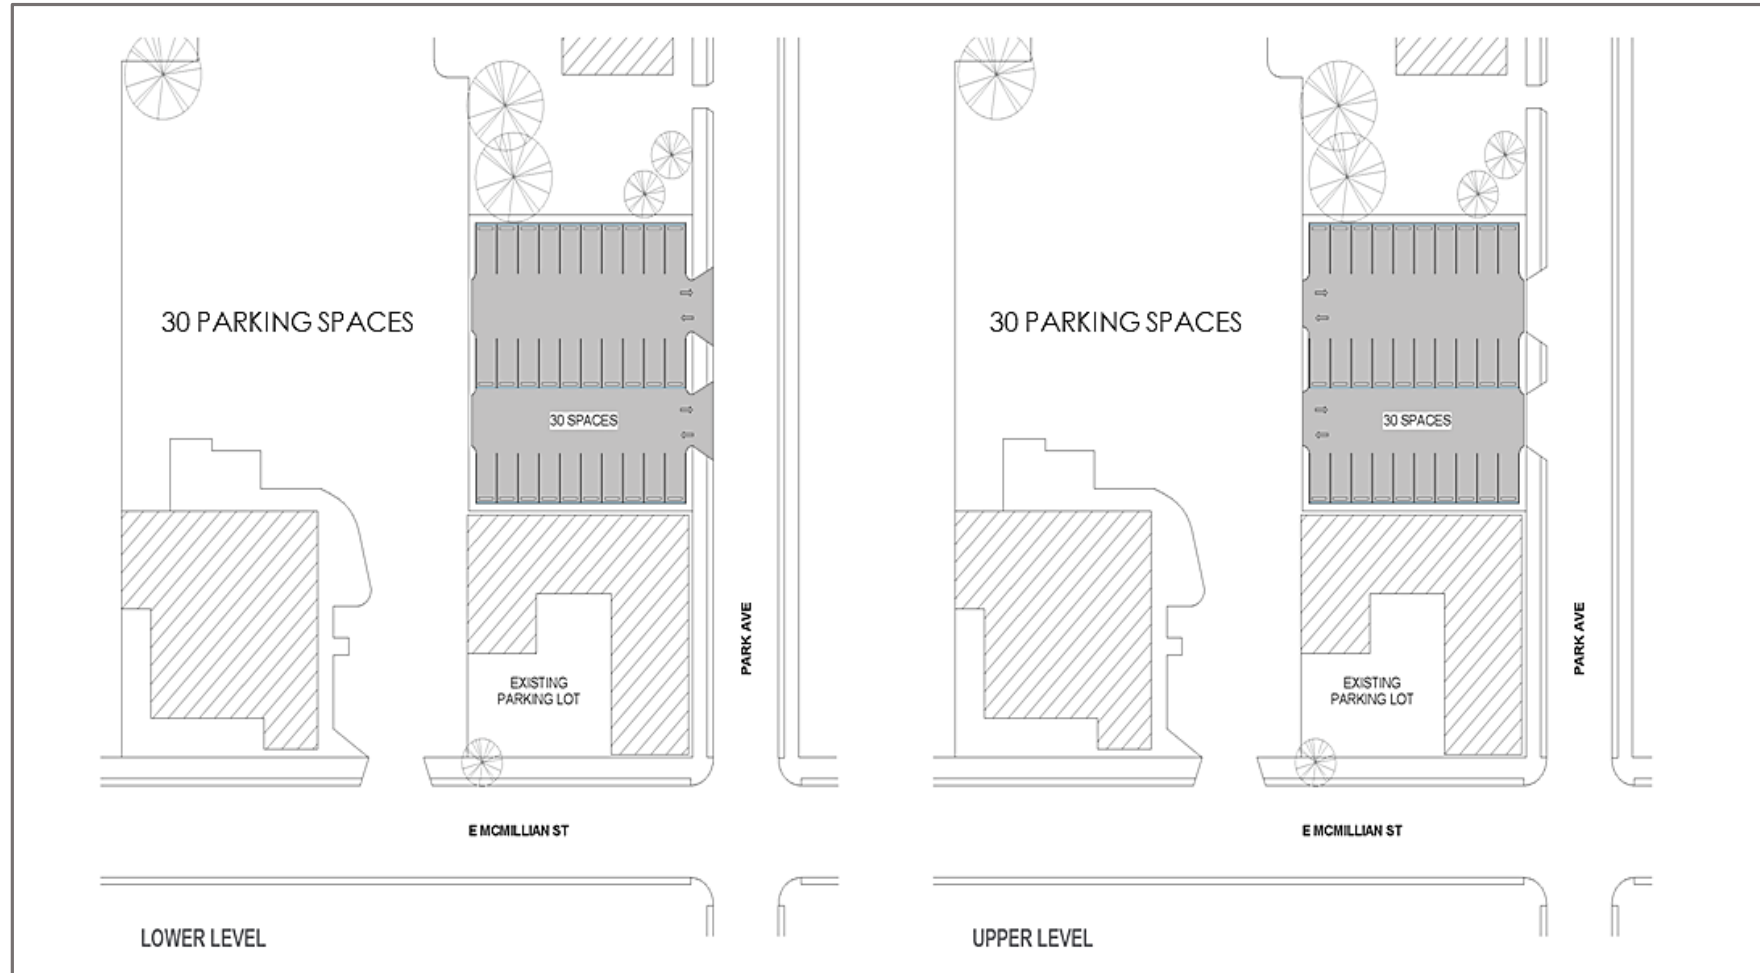 30 PARKING SPACES
30 SPACES
PARK AVE
EXISTING
PARKING LOT
E MCMILLIAN ST
LOWER LEVEL
30 PARKING SPACES
30 SPACES
PARK AVE
EXISTING
PARKING LOT
E MCMILLIAN ST
UPPER LEVEL